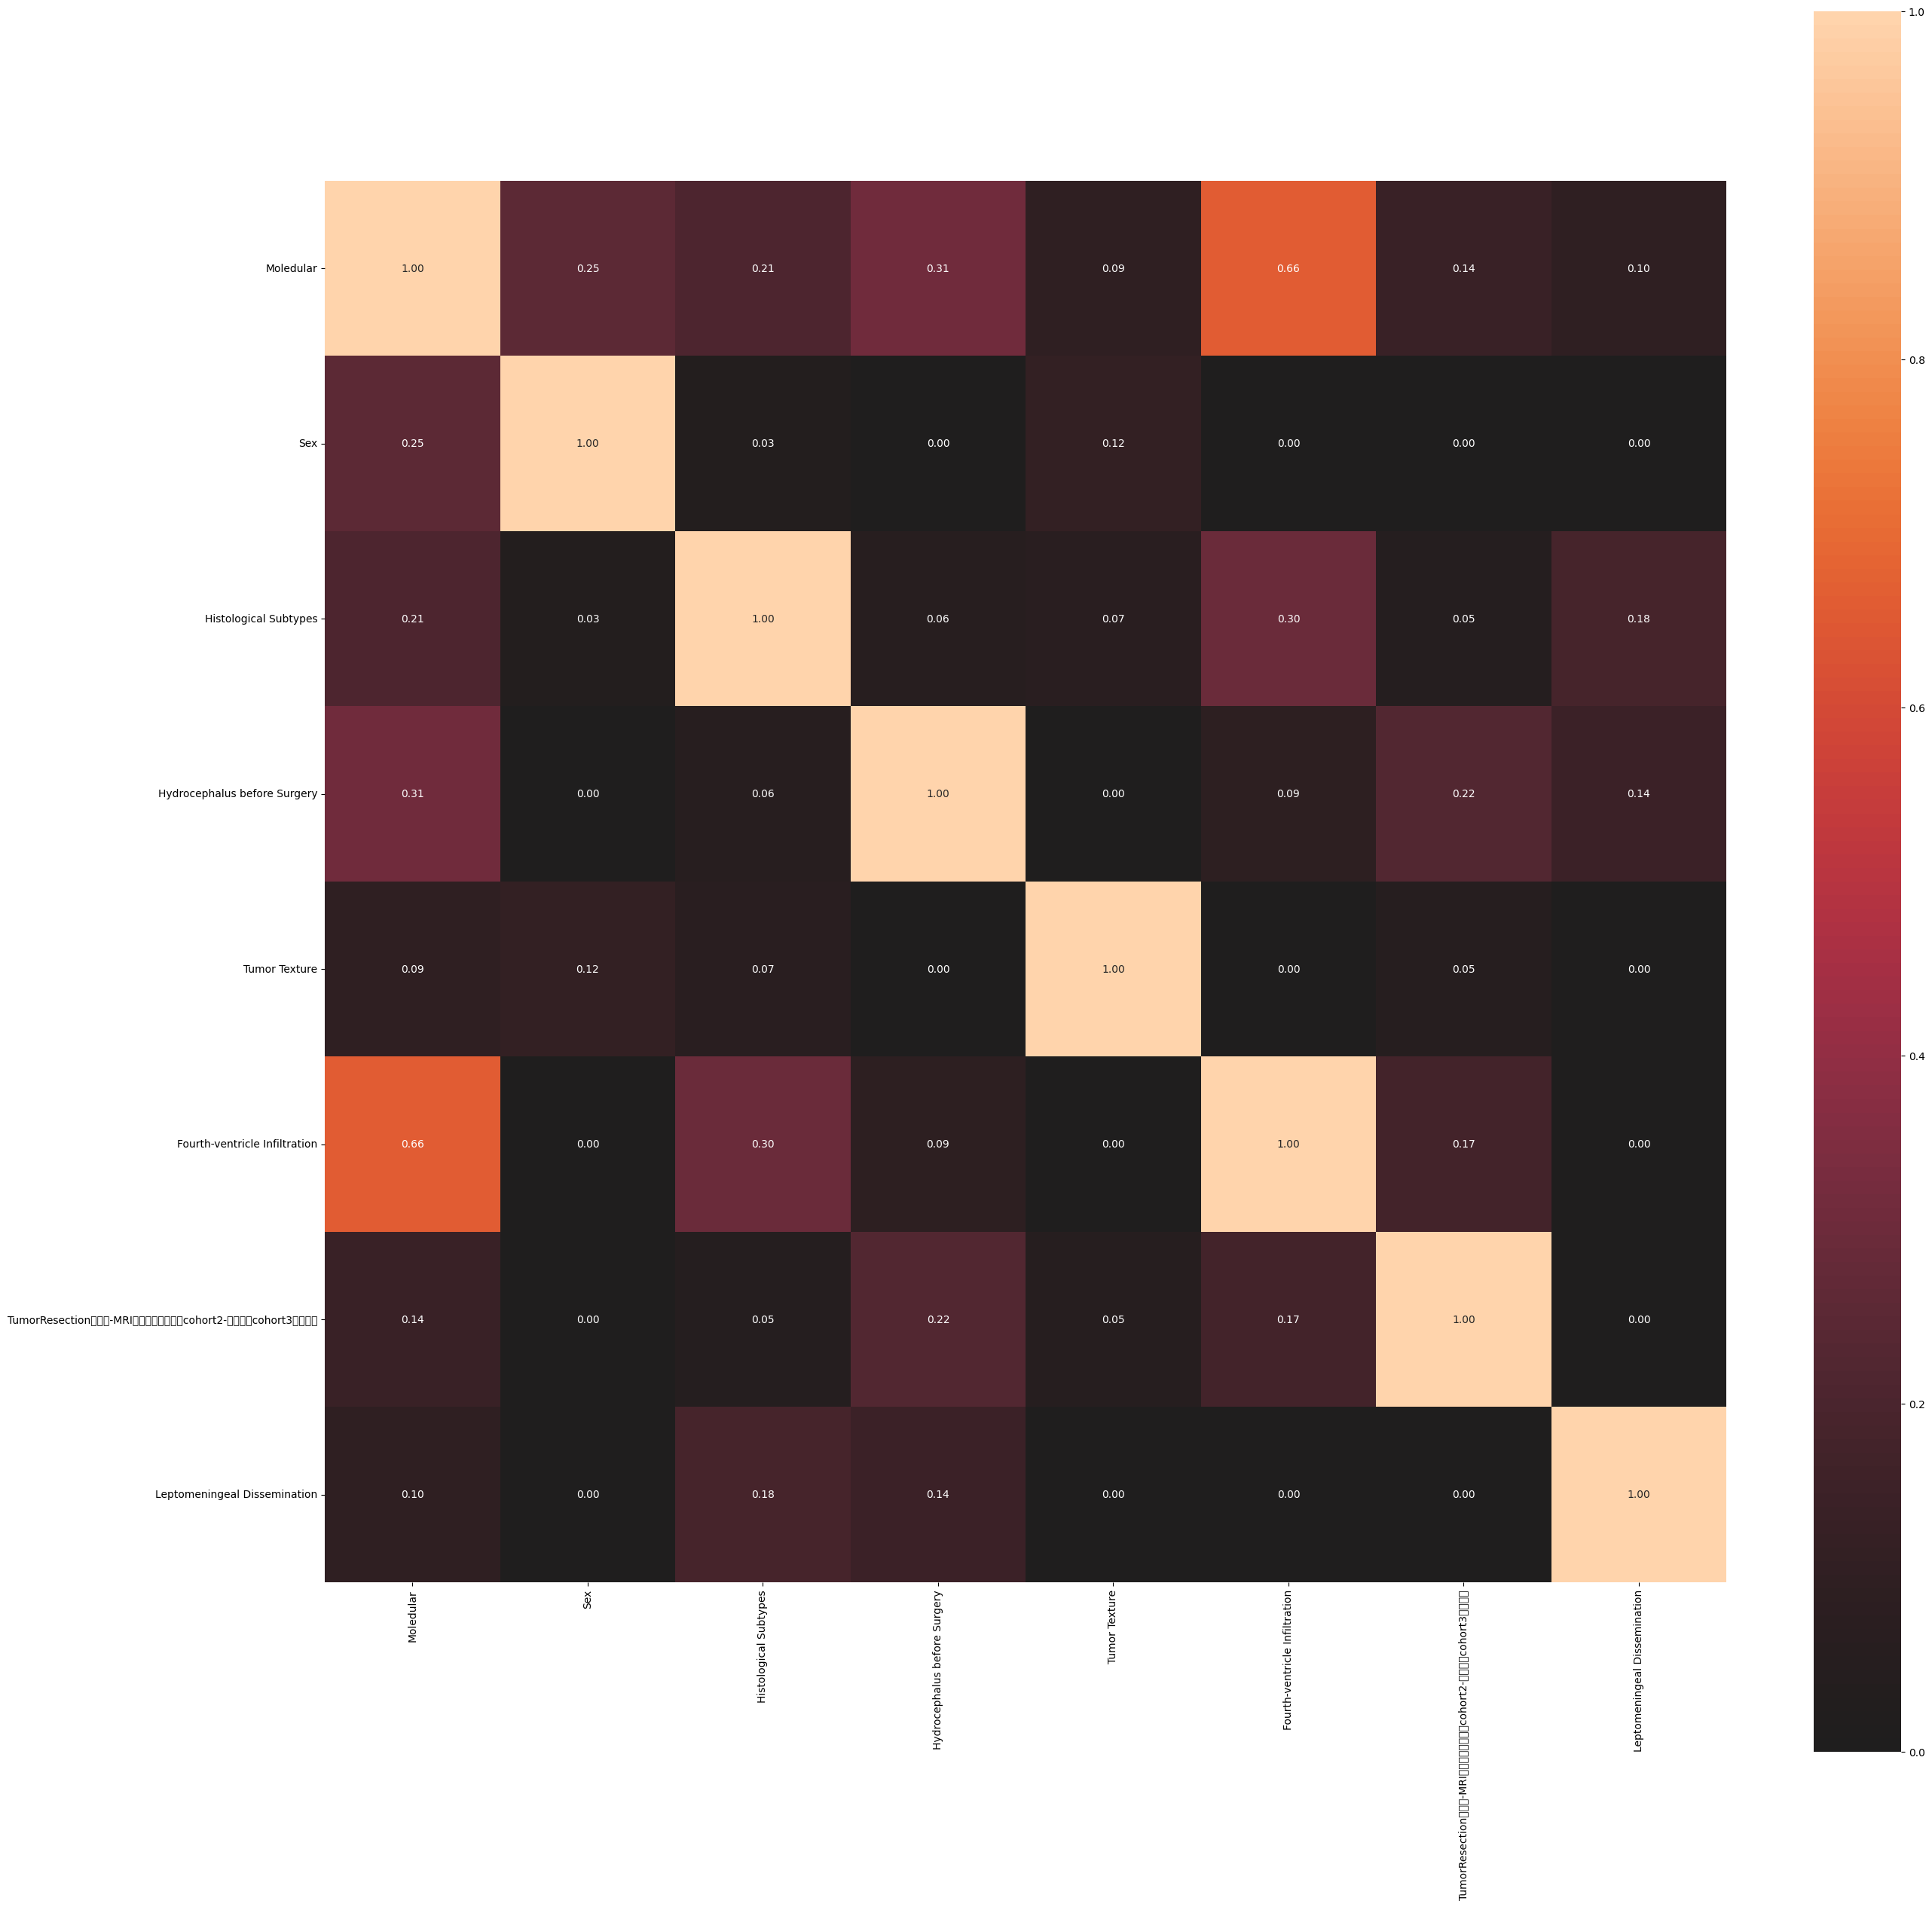 1.0
Moledular 1.00 0.25 0.21 0.31 0.09 0.66 0.14 0.10
0.8
Sex 0.25 1.00 0.03 0.00 0.12 0.00 0.00 0.00
Histological Subtypes 0.21 0.03 1.00 0.06 0.07 0.30 0.05 0.18
0.6
Hydrocephalus before Surgery 0.31 0.00 0.06 1.00 0.00 0.09 0.22 0.14
Tumor Texture 0.09 0.12 0.07 0.00 1.00 0.00 0.05 0.00
0.4
Fourth-ventricle Infiltration 0.66 0.00 0.30 0.09 0.00 1.00 0.17 0.00
TumorResection -MRI cohort2- cohort3 0.14 0.00 0.05 0.22 0.05 0.17 1.00 0.00
0.2
Leptomeningeal Dissemination 0.10 0.00 0.18 0.14 0.00 0.00 0.00 1.00
Moledular
Sex
Histological Subtypes
Hydrocephalus before Surgery
Tumor Texture
Fourth-ventricle Infiltration
TumorResection -MRI cohort2- cohort3
Leptomeningeal Dissemination
0.0